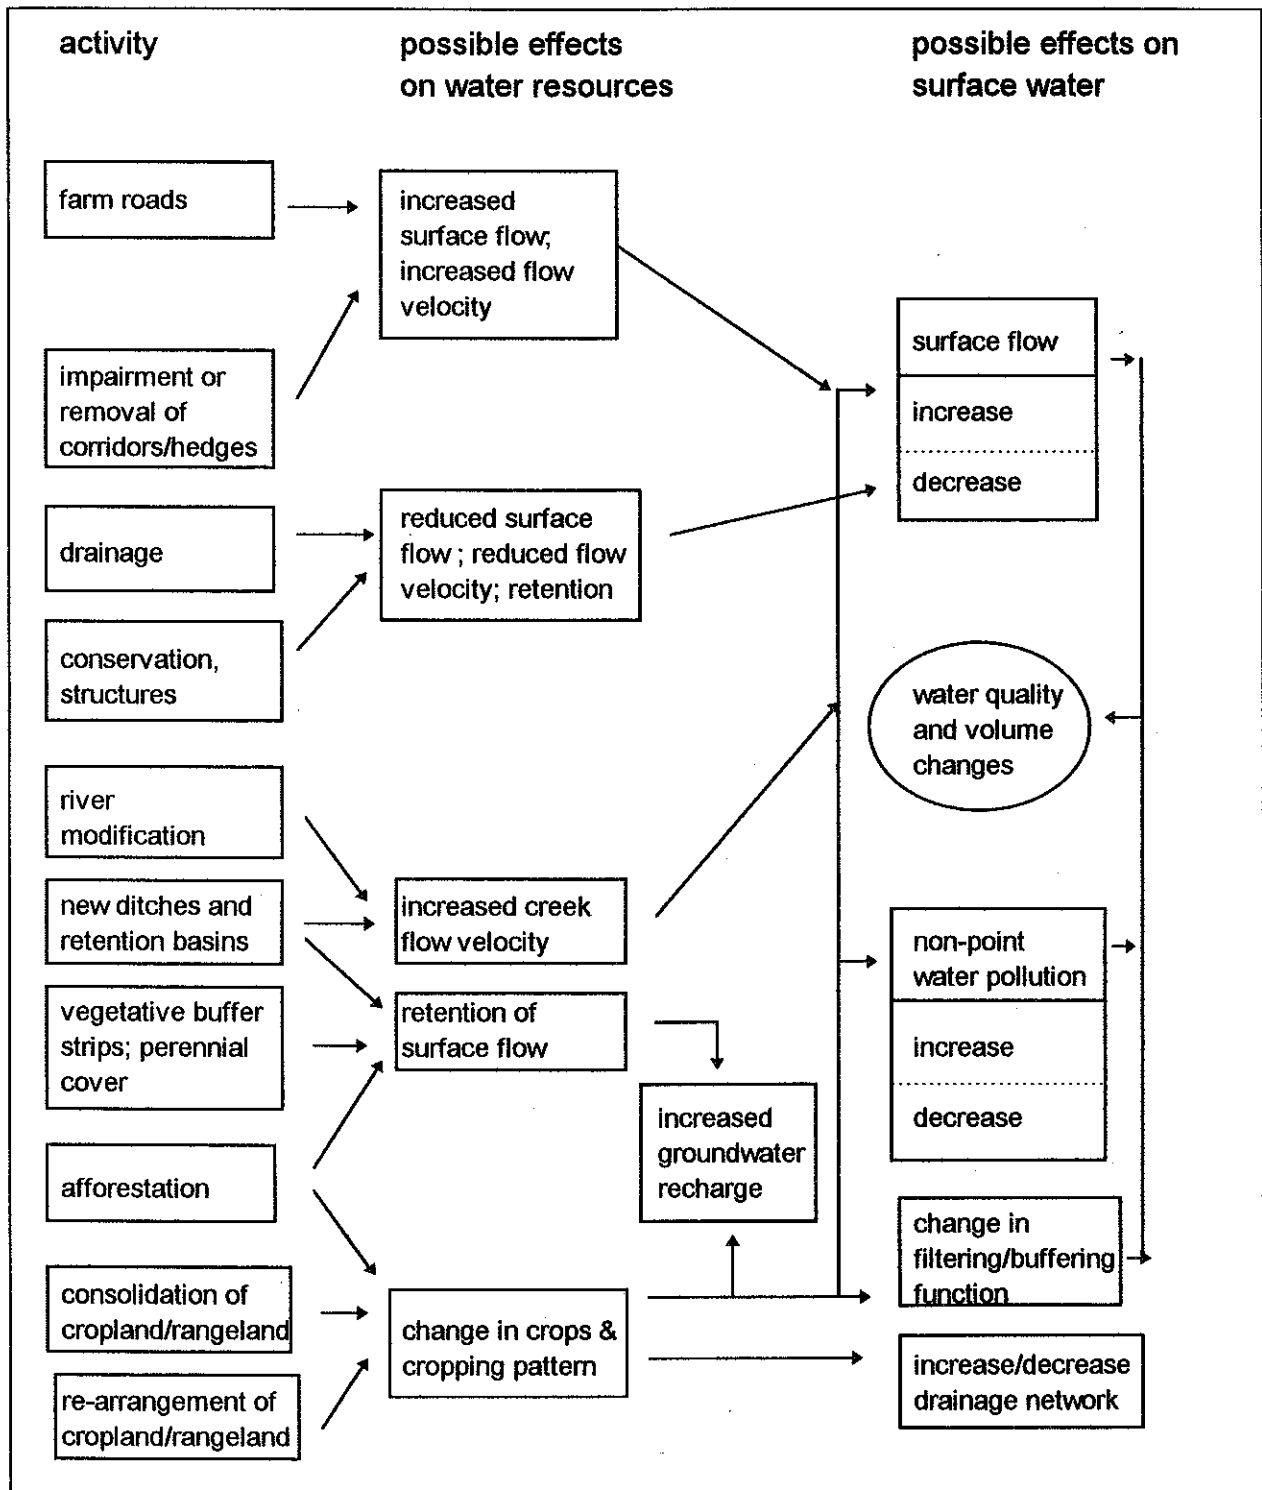 activity
possible effects
on water resources
possible effects on
surface water
farm roads
increased
surface flow;
increased flow
velocity
impairment or
removal of
corridors/hedges
drainage
reduced surface
flow ; reduced flow
velocity; retention
conservation,
structures
river
modification
new ditches and
retention basins
increased creek
flow velocity
vegetative buffer
strips; perennial
cover
retention of
surface flow
afforestation
increased
groundwater
recharge
consolidation of
cropland/rangeland
change in crops &
cropping pattern
re-arrangement of
cropland/rangeland
surface flow
increase
decrease
water quality
and volume
changes
non-point
water pollution
increase
decrease
change in
filtering/buffering
function
increase/decrease
drainage network